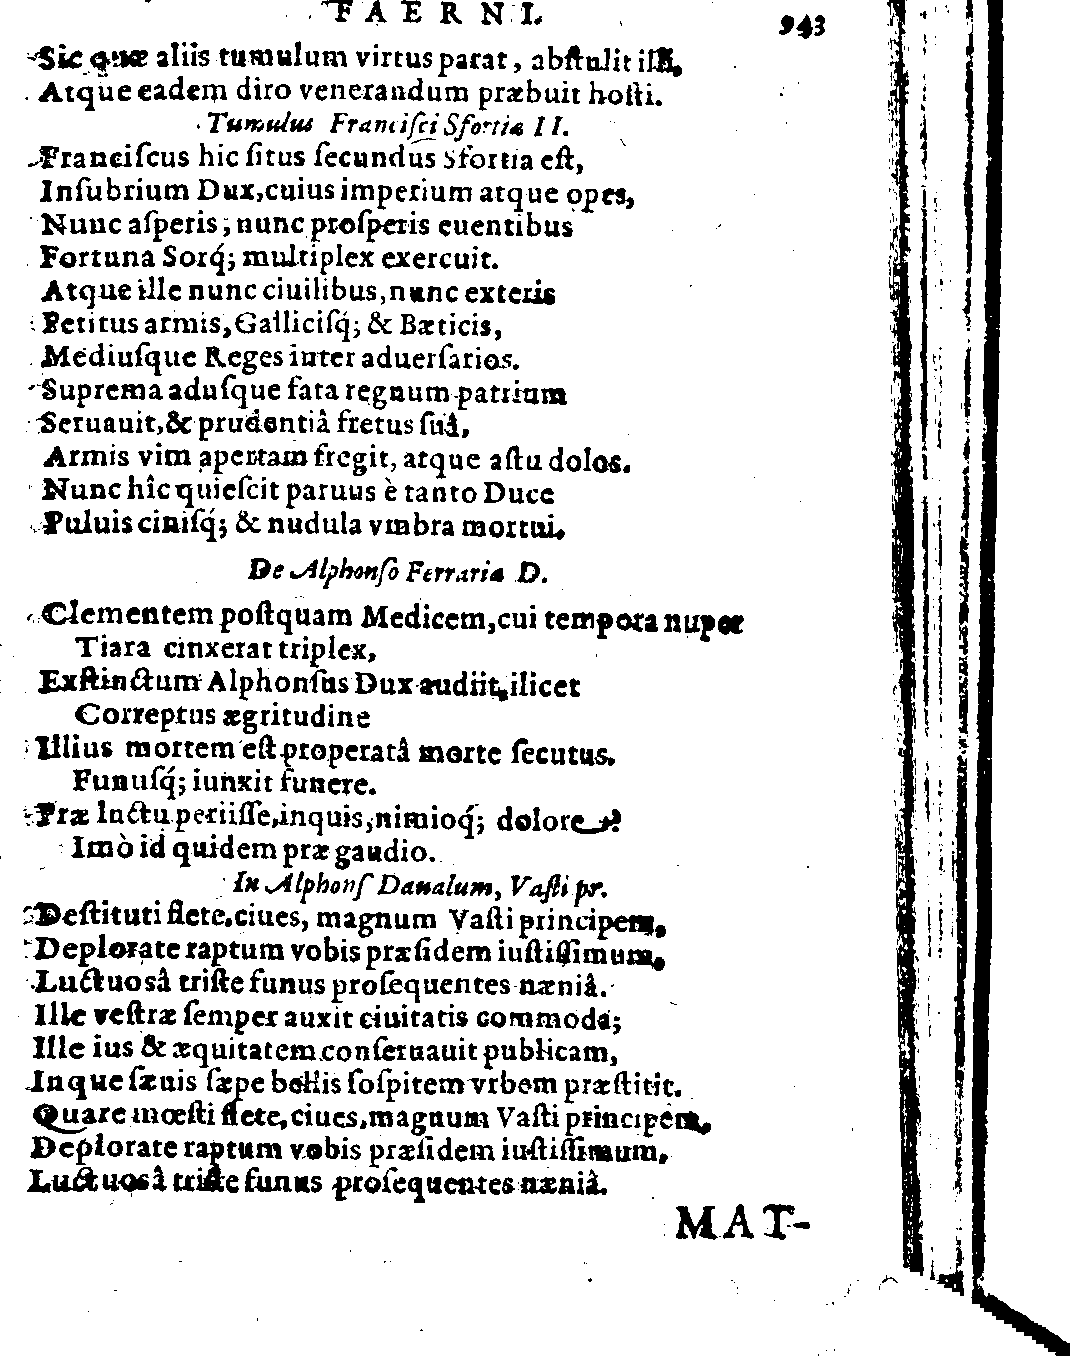 FAERNI.
943
Sic quæ aliis tumulum virtus parat, abſtulit iſti,
Atque eadem diro venerandum præbuit hoſti.
Tumulus Franciſci Sfortiæ II.
Franciſcus hic ſitus ſecundus Sfortia eſt,
Inſubrium Dux, cuius imperium atque opes,
Nunc aſperis, nunc proſperis euentibus
Fortuna Sorq́; multiplex exercuit.
Atque ille nunc ciuilibus, nunc exteris
Petitus armis, Galliciſq́; & Bæticis,
Mediuſque Reges inter aduerſarios.
Suprema aduſque fata regnum patrium
Seruauit, & prudentiâ fretus ſuâ,
Armis vim apertam fregit, atque aſtu dolos.
Nunc hîc quieſcit paruus è tanto Duce
Puluis ciniſq́; & nudula vmbra mortui.
De Alphonſo Ferrariæ D.
Clementem poſtquam Medicem, cui tempora nuper
Tiara cinxerat triplex,
Exſtinctum Alphonſus Dux audiit, ilicet
Correptus ægritudine
Illius mortem eſt properatâ morte ſecutus.
Funuſq́; iunxit funere.
Præ luctu periiſſe, inquis, nimioq́; dolore?
Imò id quidem præ gaudio.
In Alphonſ Daualum, Vaſti pr.
Deſtituti flete, ciues, magnum Vaſti principem,
Deplorate raptum vobis præſidem iuſtiſſimum,
Luctuosâ triſte funus proſequentes næniâ.
Ille veſtræ ſemper auxit ciuitatis commoda;
Ille ius & æquitatem conſeruauit publicam,
Inque ſæuis ſæpe bellis ſoſpitem vrbem præſtitit.
Quare mœſti flete, ciues, magnum Vaſti principem,
Deplorate raptum vobis præſidem iuſtiſſimum,
Luctuosâ triſte funus proſequentes næniâ.
MAT-